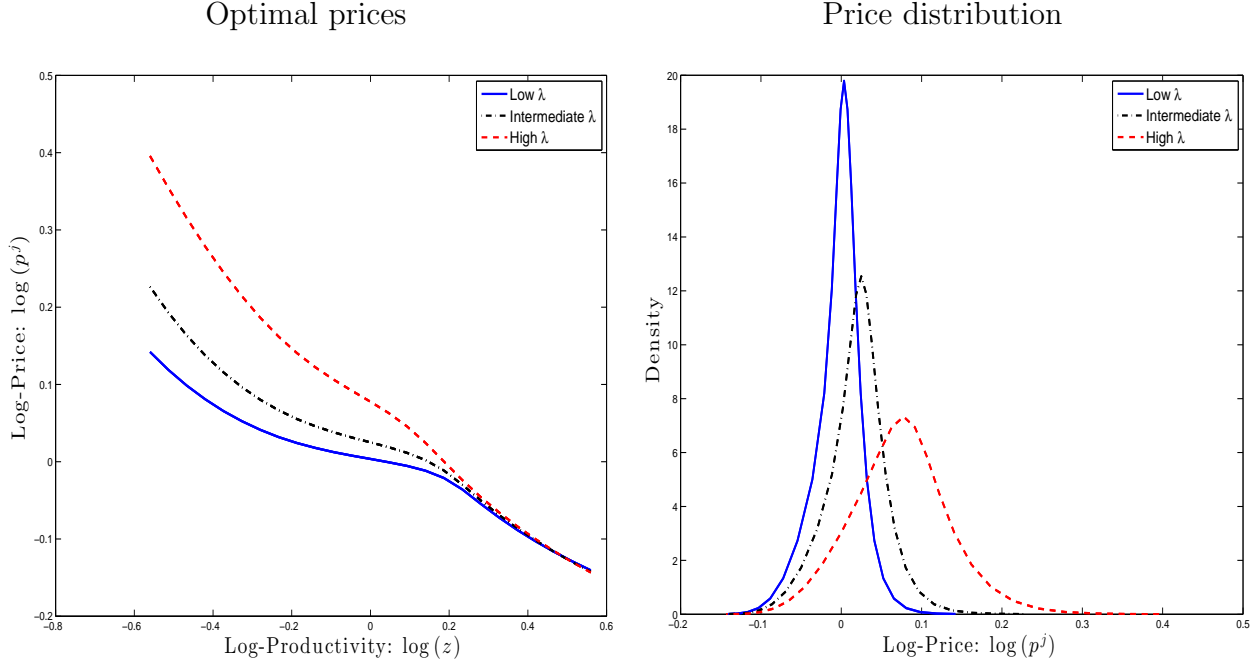 Optimal prices
Log-Price: log (p^j)
0.5
0.4
0.3
0.2
0.1
0
−0.1
−0.2
Low λ
Intermediate λ
High λ
−0.8 −0.6 −0.4 −0.2 0 0.2 0.4 0.6
Log-Productivity: log (z)
Price distribution
Density
20
18
16
14
12
10
8
6
4
2
0
Low λ
Intermediate λ
High λ
−0.2 −0.1 0 0.1 0.2 0.3 0.4 0.5
Log-Price: log (p^j)